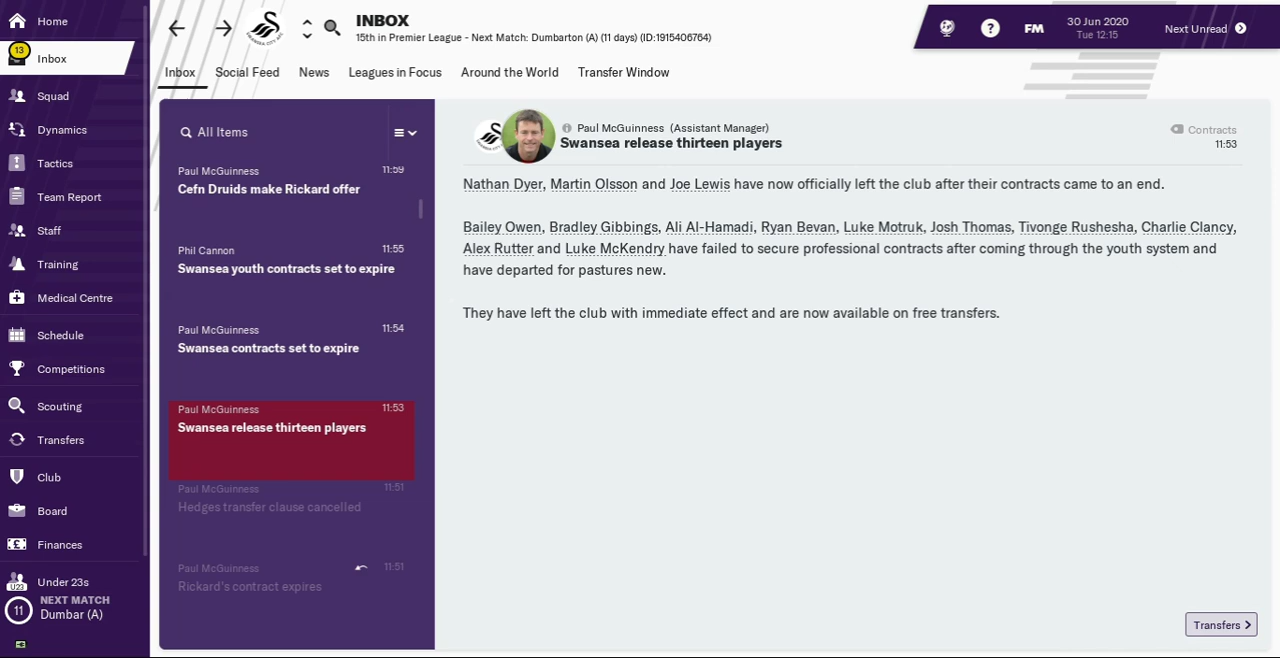 Home
13
Inbox
Squad
Dynamics
Tactics
Team Report
Staff
Training
Medical Centre
Schedule
Competitions
Scouting
Transfers
Club
Board
Finances
U23
Under 23s
11
NEXT MATCH
Dumbar (A)
SWANSEA CITY AFC
INBOX
15th in Premier League - Next Match: Dumbarton (A) (11 days) (ID:1915406764)
FM
30 Jun 2020
Tue 12:15
Next Unread
Inbox
Social Feed
News
Leagues in Focus
Around the World
Transfer Window
All Items
Paul McGuinness
11:59
Cefn Druids make Rickard offer
Phil Cannon
11:55
Swansea youth contracts set to expire
Paul McGuinness
11:54
Swansea contracts set to expire
Paul McGuinness
11:53
Swansea release thirteen players
Paul McGuinness
11:51
Hedges transfer clause cancelled
Paul McGuinness
11:51
Rickard's contract expires
Paul McGuinness (Assistant Manager)
Swansea release thirteen players
Contracts
11:53
Nathan Dyer, Martin Olsson and Joe Lewis have now officially left the club after their contracts came to an end.
Bailey Owen, Bradley Gibbings, Ali Al-Hamadi, Ryan Bevan, Luke Motruk, Josh Thomas, Tivonge Rushesha, Charlie Clancy,
Alex Rutter and Luke McKendry have failed to secure professional contracts after coming through the youth system and
have departed for pastures new.
They have left the club with immediate effect and are now available on free transfers.
Transfers